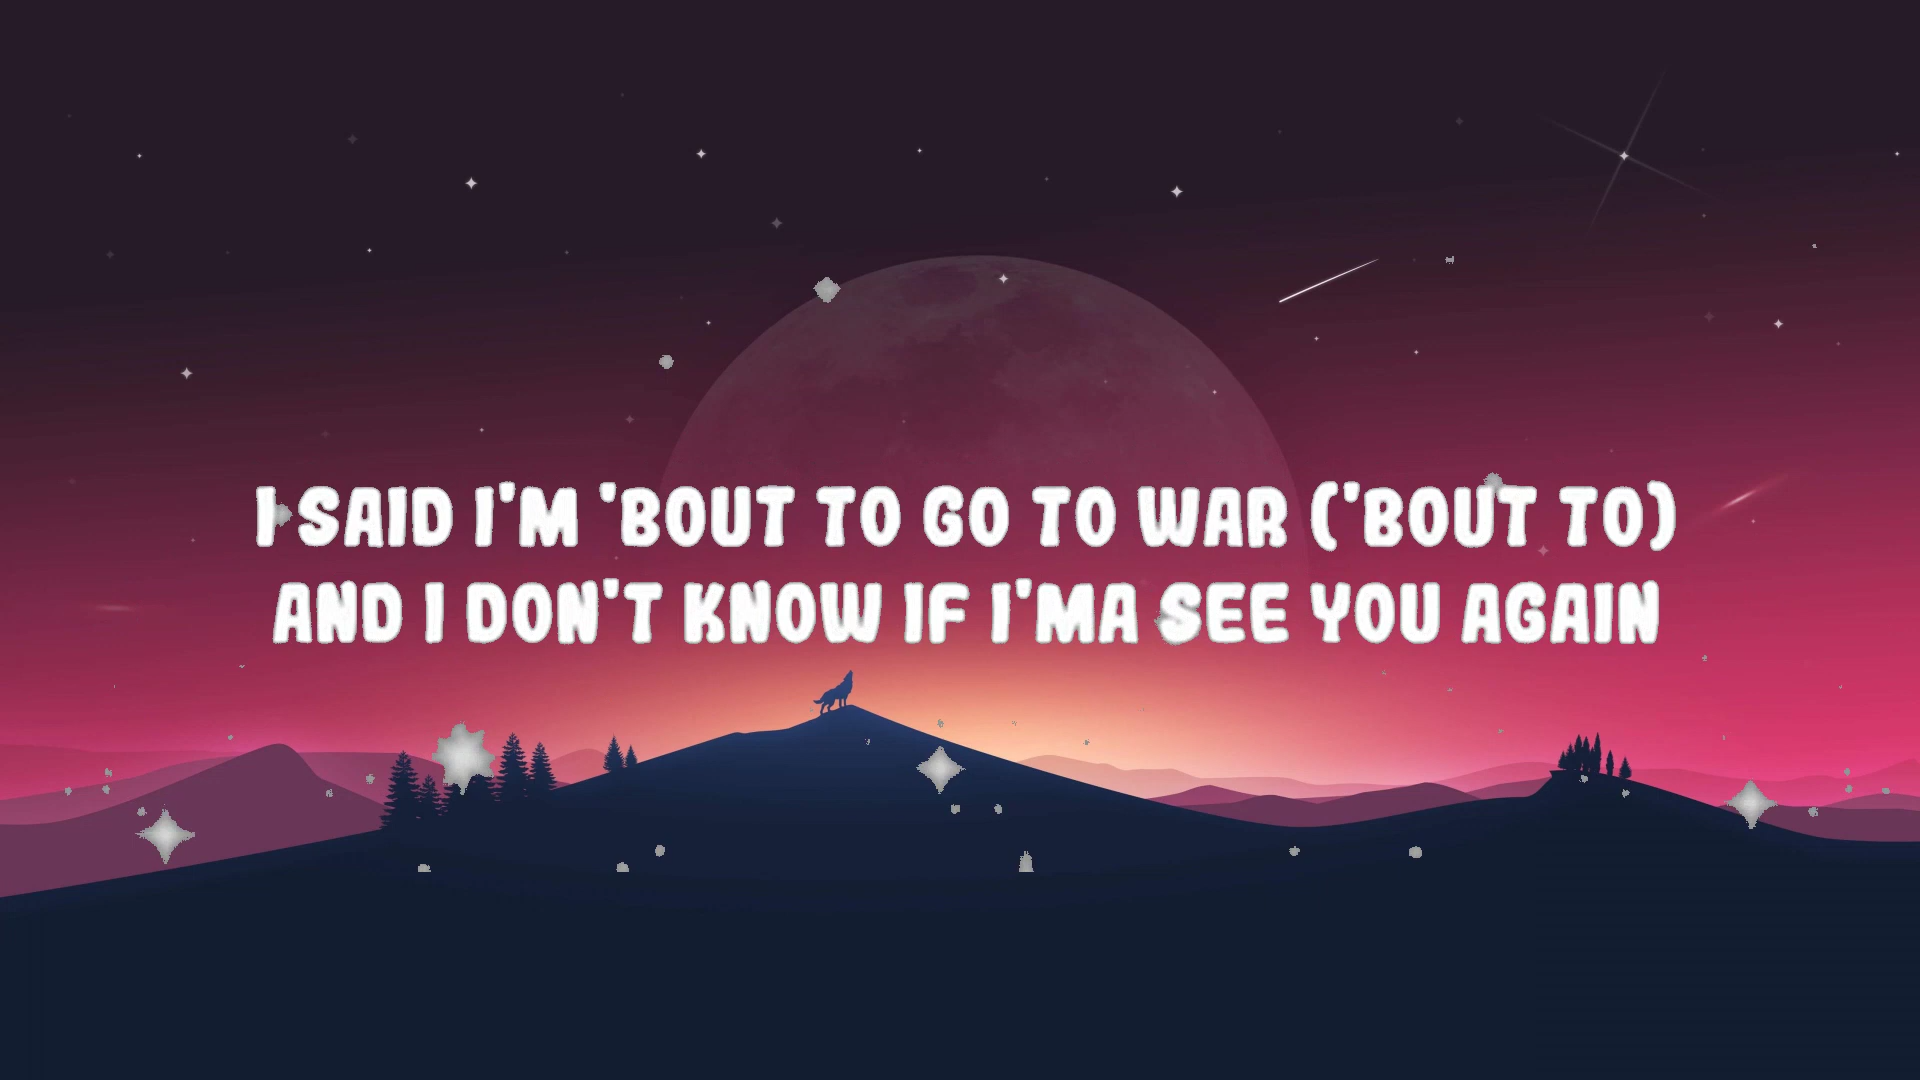 I SAID I'M 'BOUT TO GO TO WAR ('BOUT TO)
AND I DON'T KNOW IF I'MA SEE YOU AGAIN